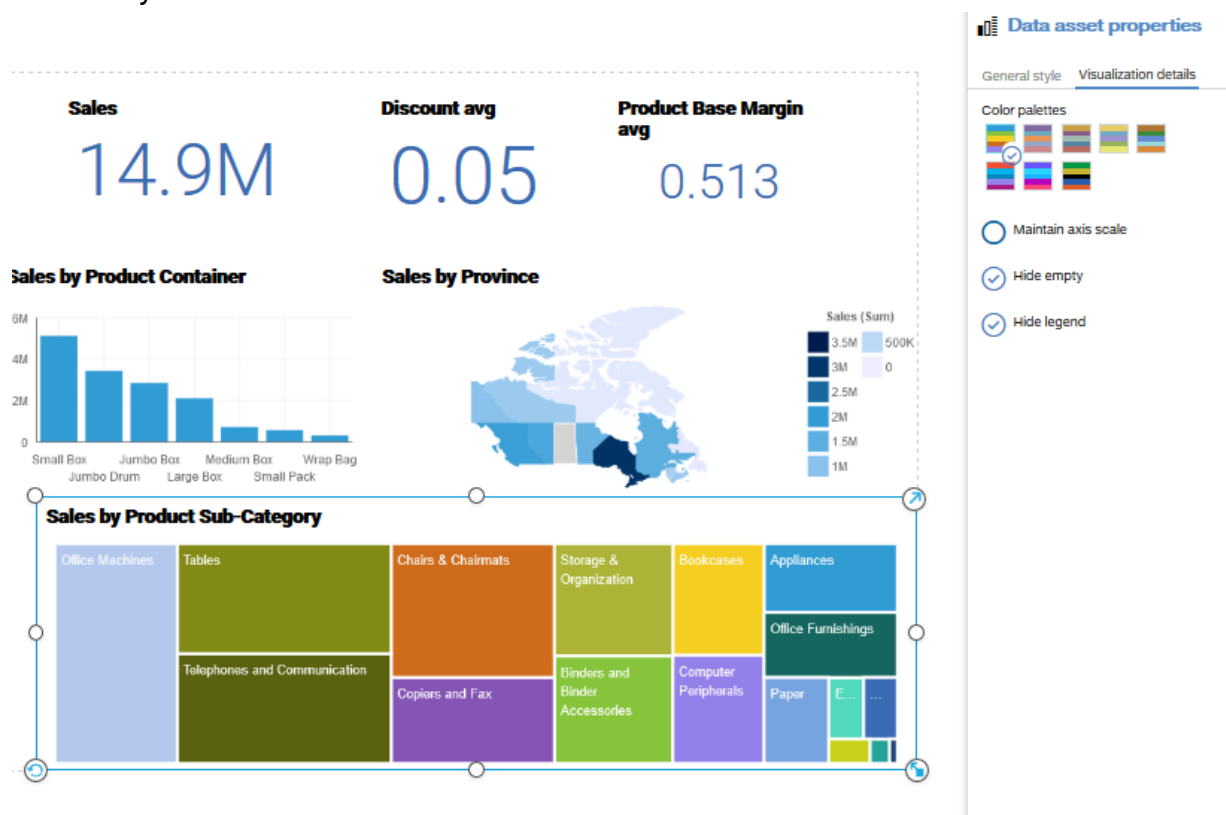 Data asset properties
General style Visualization details
Color palettes
Maintain axis scale
Hide empty
Hide legend
Sales
14.9M
Discount avg
0.05
Product Base Margin
avg
0.513
Sales by Product Container
6M
4M
2M
0
Small Box Jumbo Box Medium Box Wrap Bag
Jumbo Drum Large Box Small Pack
Sales by Province
Sales (Sum)
3.5M 500K
3M 0
2.5M
2M
1.5M
1M
Sales by Product Sub-Category
Office Machines
Tables
Telephones and Communication
Chairs & Chairmats
Copiers and Fax
Storage &
Organization
Binders and
Binder
Accessories
Bookcases
Computer
Peripherals
Appliances
Office Furnishings
Paper
E...
...